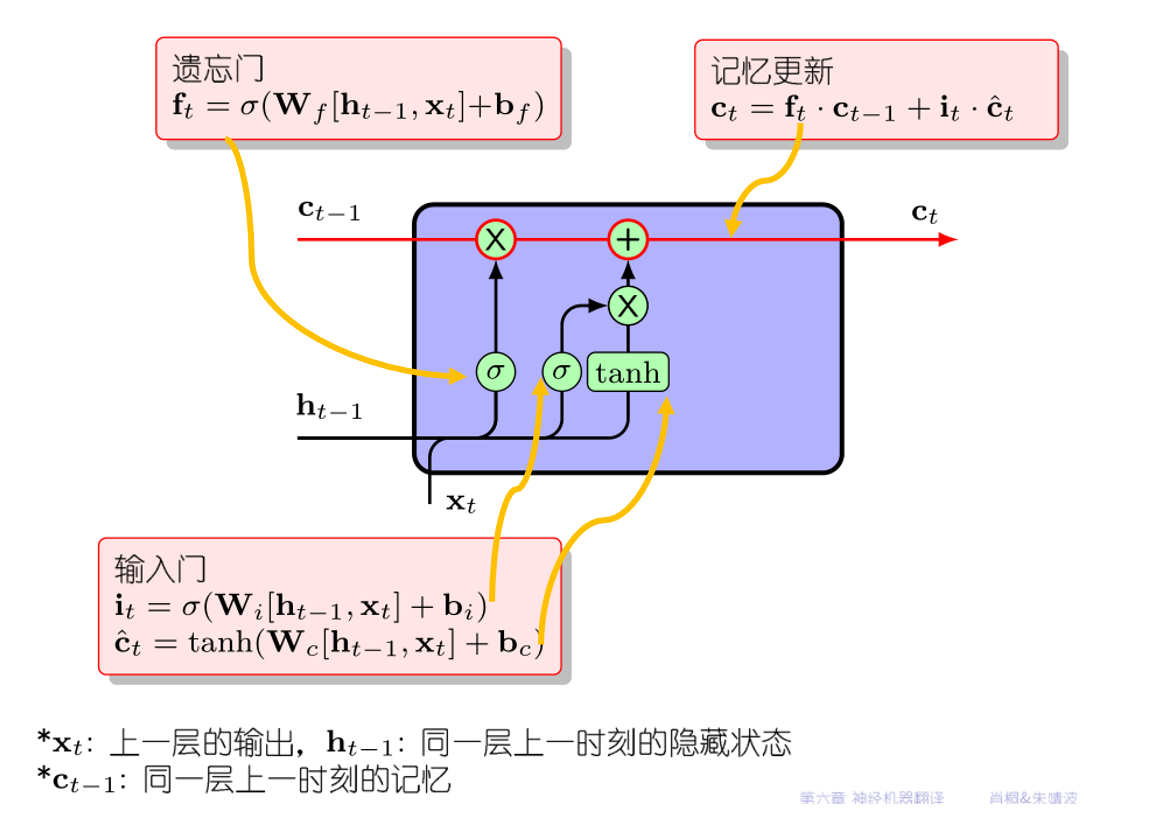 遗忘门
f_t = σ(W_f[h_{t−1}, x_t]+b_f)
记忆更新
c_t = f_t · c_{t−1} + i_t · ĉ_t
c_{t−1}
c_t
X
+
X
σ
σ
tanh
h_{t−1}
x_t
输入门
i_t = σ(W_i[h_{t−1}, x_t] + b_i)
ĉ_t = tanh(W_c[h_{t−1}, x_t] + b_c)
*x_t: 上一层的输出，h_{t−1}: 同一层上一时刻的隐藏状态
*c_{t−1}: 同一层上一时刻的记忆
第六章 神经机器翻译 肖桐&朱靖波